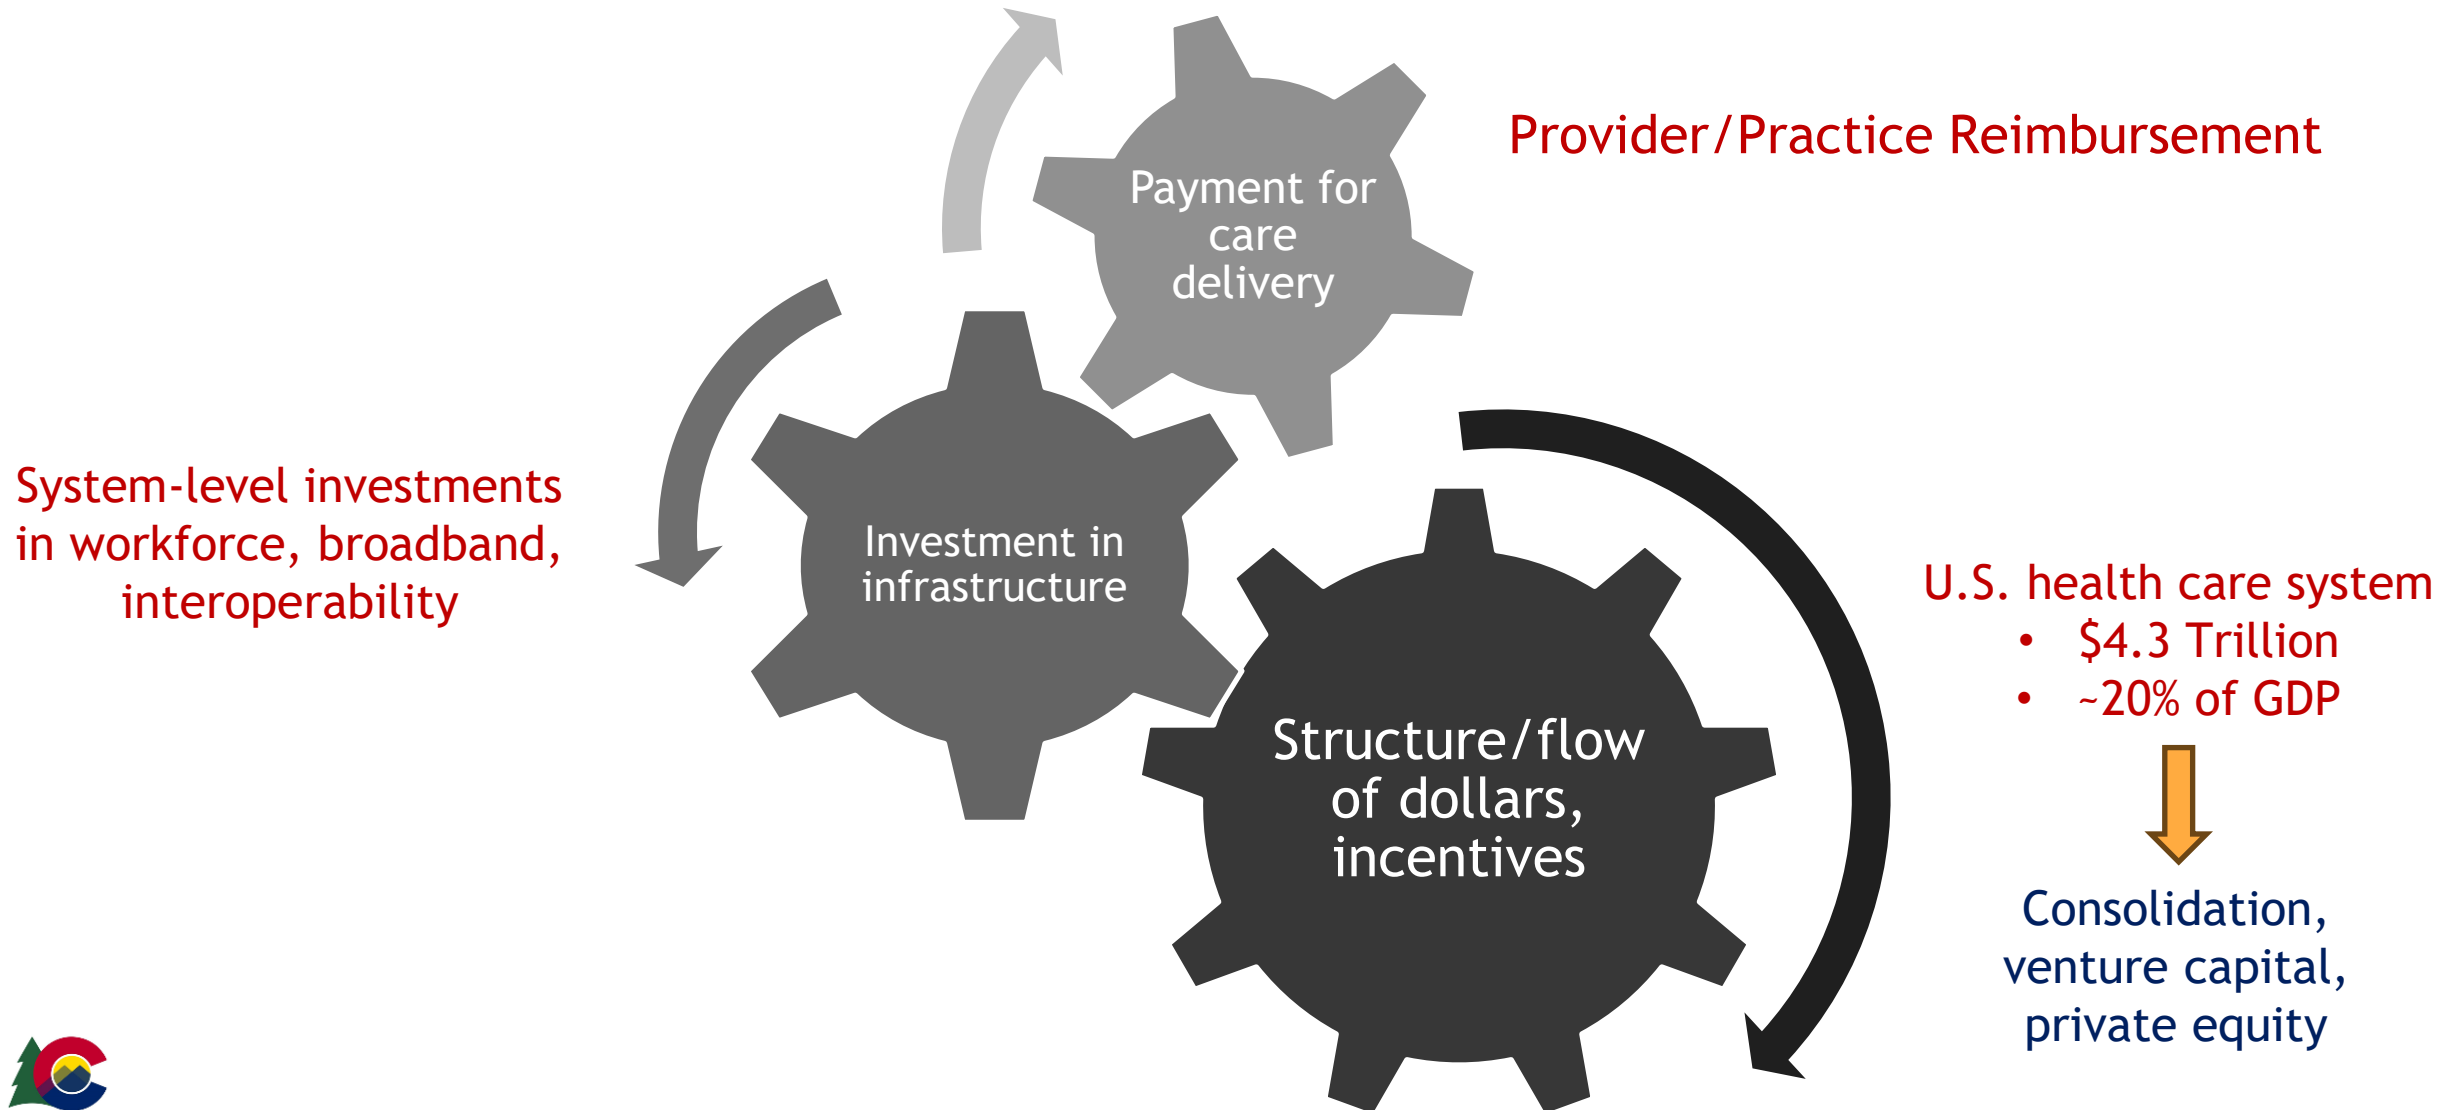 Provider/Practice Reimbursement
Payment for
care
delivery
System-level investments
in workforce, broadband,
interoperability
Investment in
infrastructure
U.S. health care system
• $4.3 Trillion
• ~20% of GDP
Structure/flow
of dollars,
incentives
Consolidation,
venture capital,
private equity